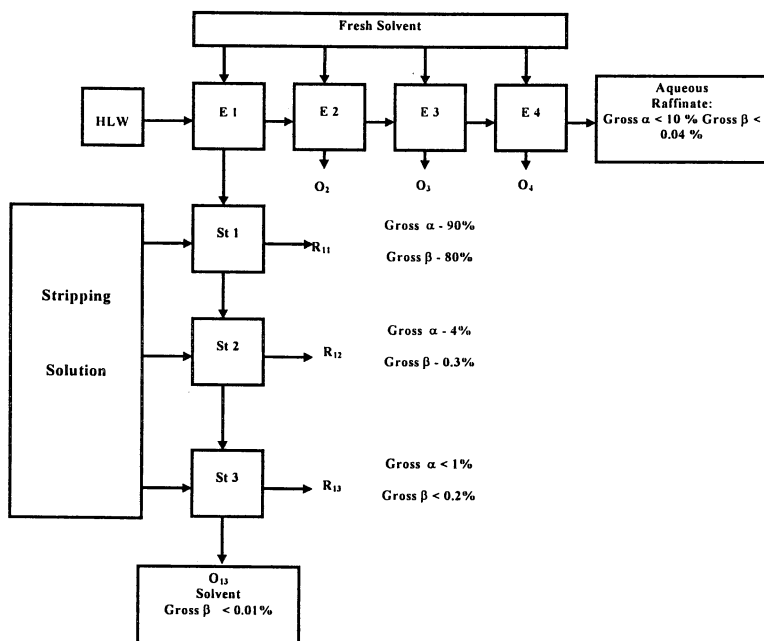 Fresh Solvent
HLW
E 1
E 2
E 3
E 4
Aqueous
Raffinate:
Gross α < 10 % Gross β <
0.04 %
O₂
O₃
O₄
Stripping
Solution
St 1
R₁₁
Gross α - 90%
Gross β - 80%
St 2
R₁₂
Gross α - 4%
Gross β - 0.3%
St 3
R₁₃
Gross α < 1%
Gross β < 0.2%
O₁₃
Solvent
Gross β < 0.01%